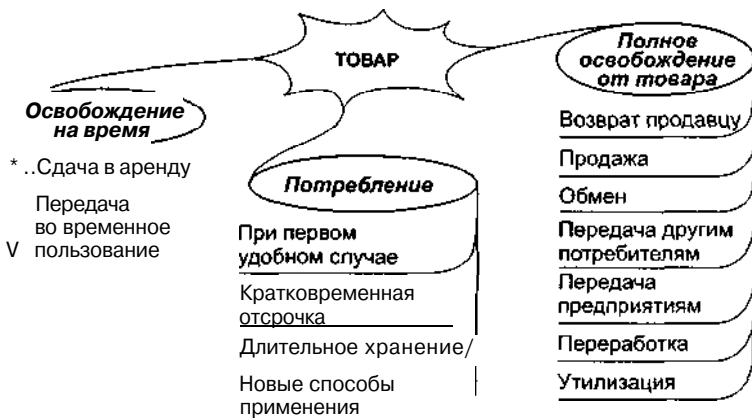 ТОВАР
Освобождение
на время
* ..Сдача в аренду
Передача
во временное
V пользование
Потребление
При первом
удобном случае
Кратковременная
отсрочка
Длительное хранение/
Новые способы
применения
Полное
освобождение
от товара
Возврат продавцу
Продажа
Обмен
Передача другим
потребителям
Передача
предприятиям
Переработка
Утилизация